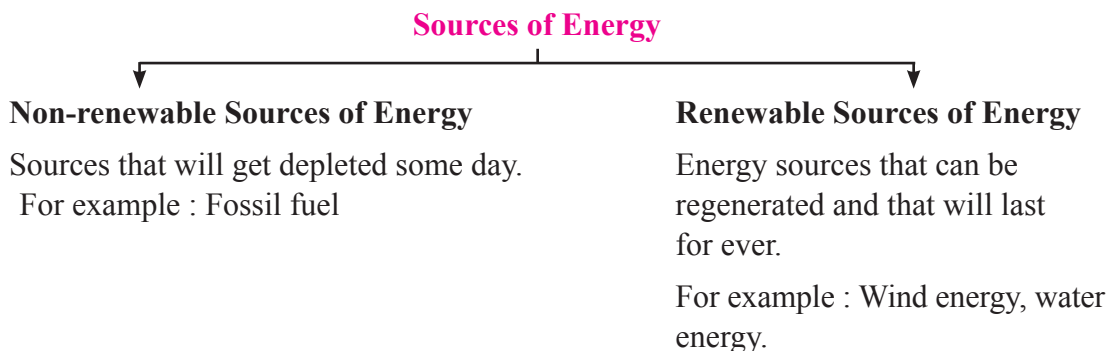 Sources of Energy
Non-renewable Sources of Energy
Sources that will get depleted some day.
For example : Fossil fuel
Renewable Sources of Energy
Energy sources that can be
regenerated and that will last
for ever.
For example : Wind energy, water
energy.